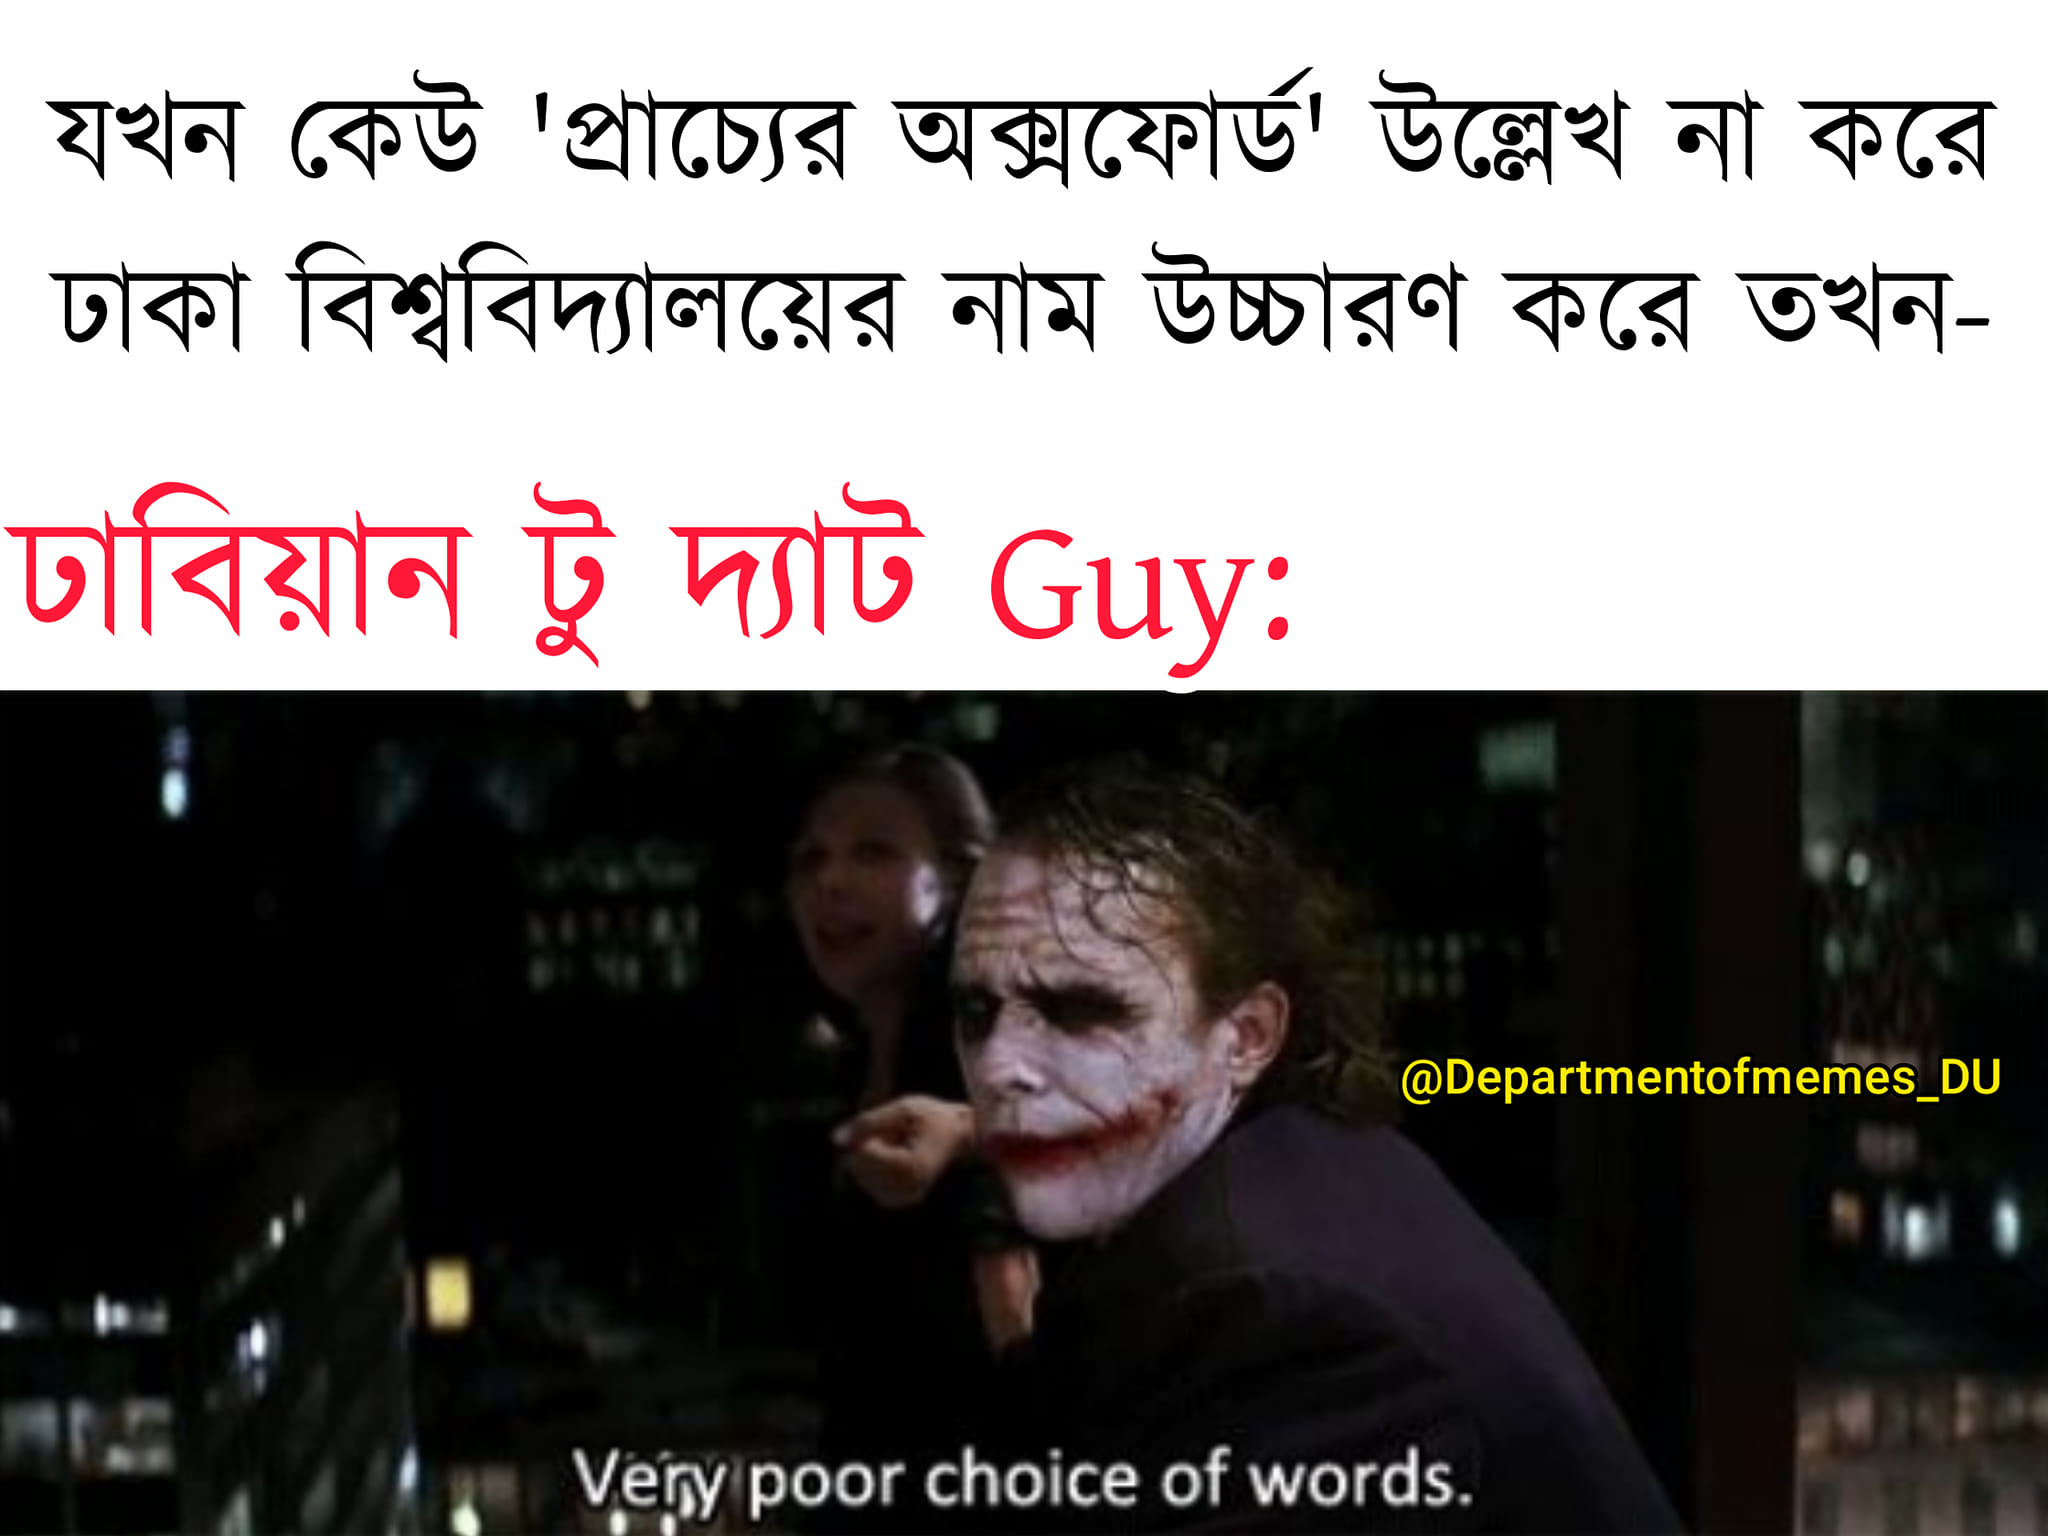 যখন কেউ 'প্রাচ্যের অক্সফোর্ড' উল্লেখ না করে
ঢাকা বিশ্ববিদ্যালয়ের নাম উচ্চারণ করে তখন-
ঢাবিয়ান টু দ্যাট Guy:
@Departmentofmemes_DU
Very poor choice of words.